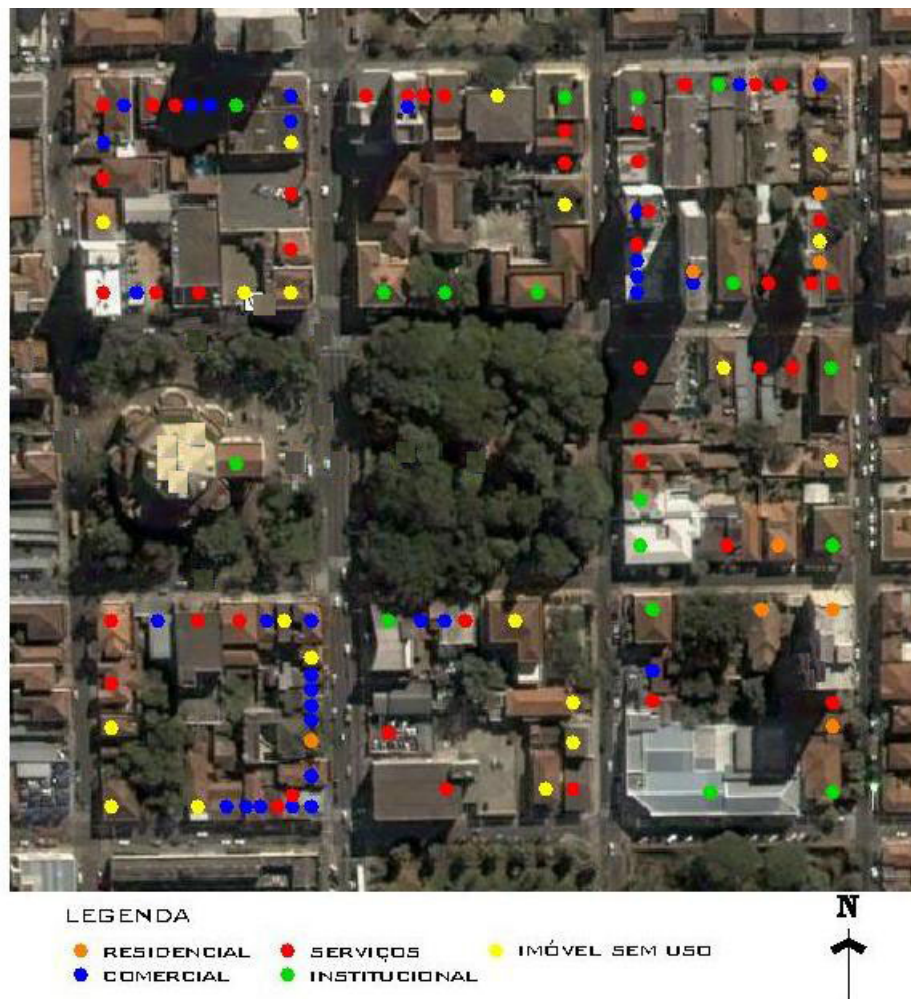 LEGENDA
N
RESIDENCIAL
SERVIÇOS
IMÓVEL SEM USO
COMERCIAL
INSTITUCIONAL